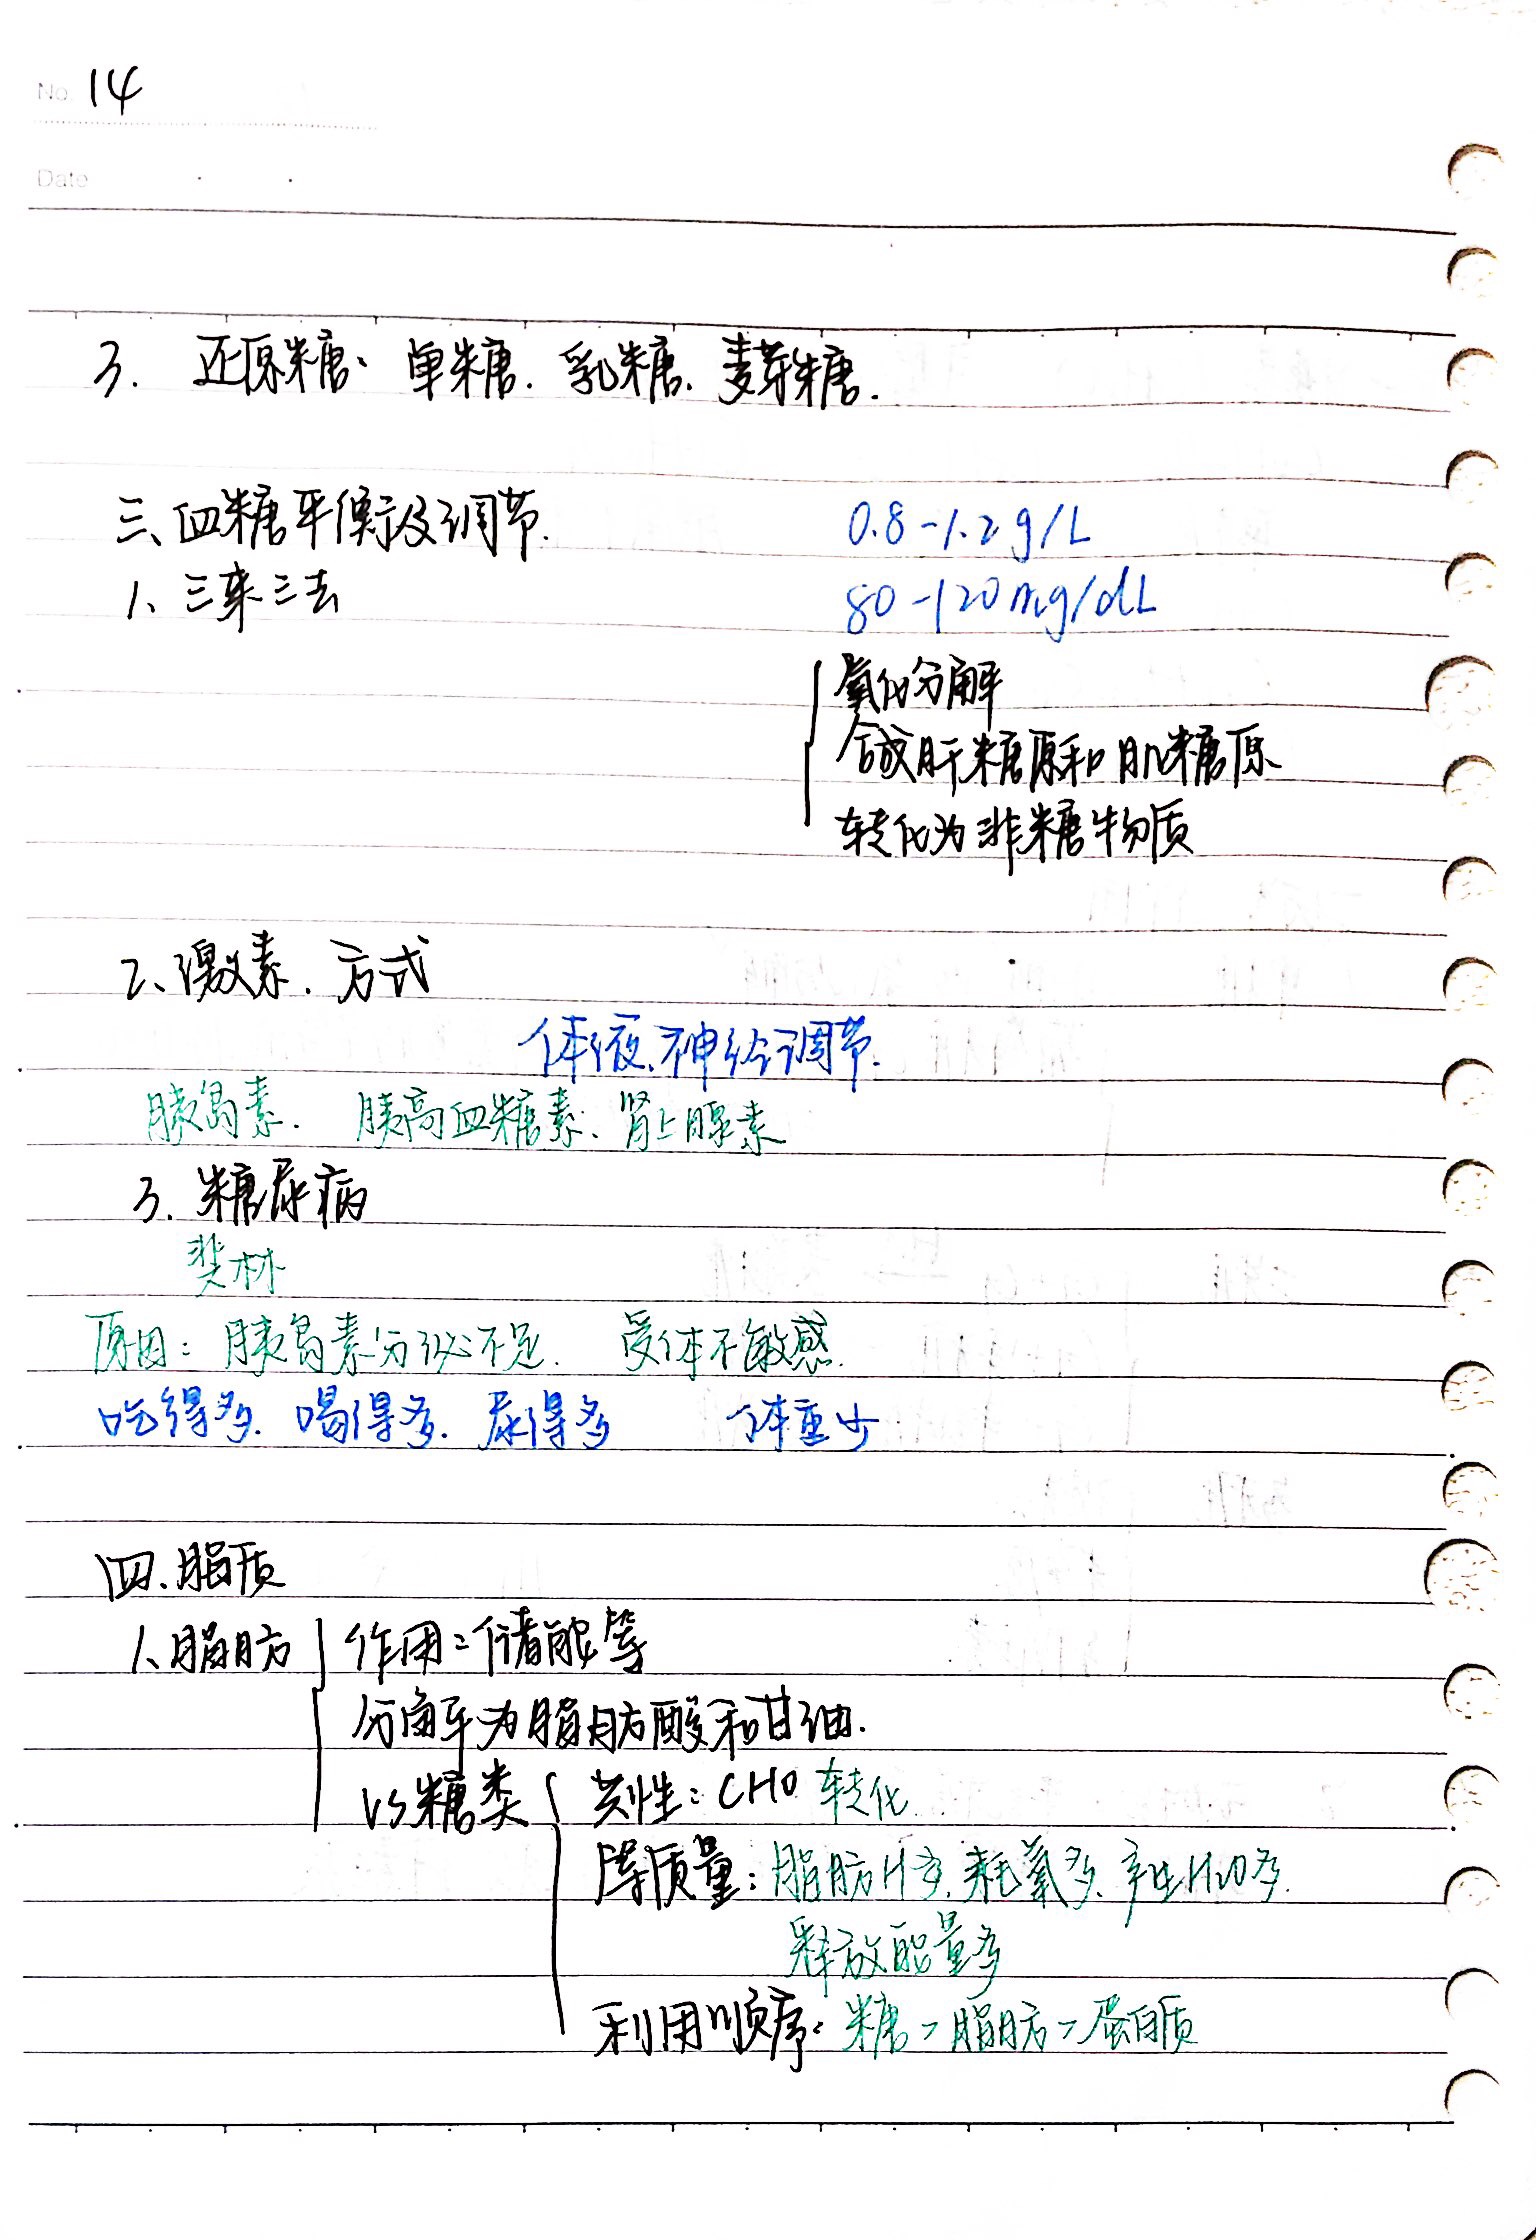 No. 14
Date
3. 还原糖、单糖、乳糖、麦芽糖.
三、血糖平衡及调节. 0.8-1.2g/L
1、三来三去 80-120mg/dL
氧化分解
合成肝糖原和肌糖原
转化为非糖物质
2、激素、方式
体液、神经调节.
胰岛素. 胰高血糖素、肾上腺素
3. 糖尿病
斐林
原因：胰岛素分泌不足. 受体不敏感.
吃得多. 喝得多. 尿得多 体重少
四.脂质
1、脂肪 作用：储能等
分解为脂肪酸和甘油.
VS糖类 共性：CHO 转化
等质量：脂肪H多、耗氧多、产生H₂O多.
释放能量多
利用顺序：糖>脂肪>蛋白质